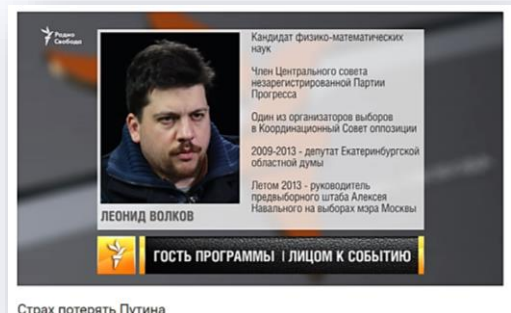 Радио
Свобода
Кандидат физико-математических
наук
Член Центрального совета
незарегистрированной Партии
Прогресса
Один из организаторов выборов
в Координационный Совет оппозиции
2009-2013 - депутат Екатеринбургской
областной думы
Летом 2013 - руководитель
предвыборного штаба Алексея
Навального на выборах мэра Москвы
ЛЕОНИД ВОЛКОВ
ГОСТЬ ПРОГРАММЫ | ЛИЦОМ К СОБЫТИЮ
Страх потерять Путина